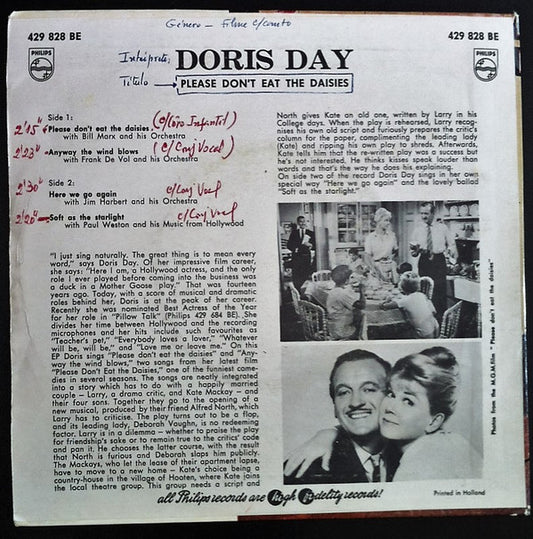 Género - Filme c/canto
429 828 BE
429 828 BE
PHILIPS
PHILIPS
Intérprete: DORIS DAY
Título PLEASE DON'T EAT THE DAISIES
Side 1:
2'15" Please don't eat the daisies (c/Côro Infantil)
with Bill Marx and his Orchestra
2'23" Anyway the wind blows (c/Conj Vocal)
with Frank De Vol and his Orchestra
Side 2:
2'30" Here we go again c/Conj Vocal
with Jim Harbert and his Orchestra
2'20" Soft as the starlight c/Conj Vocal
with Paul Weston and his Music from Hollywood
"I just sing naturally. The great thing is to mean every
word," says Doris Day. Of her impressive film career,
she says: "Here I am, a Hollywood actress, and the only
role I ever played before coming into the business was
a duck in a Mother Goose play." That was fourteen
years ago. Today, with a score of musical and dramatic
roles behind her, Doris is at the peak of her career.
Recently she was nominated Best Actress of the Year
for her role in "Pillow Talk" (Philips 429 684 BE). She
divides her time between Hollywood and the recording
microphones and her hits include such favourites as
"Teacher's pet," "Everybody loves a lover," "Whatever
will be, will be," and "Love me or leave me." On this
EP Doris sings "Please don't eat the daisies" and "Any-
way the wind blows," two songs from her latest film
"Please Don't Eat the Daisies," one of the funniest come-
dies in several seasons. The songs are neatly integrated
into a story which has to do with a happily married
couple – Larry, a drama critic, and Kate Mackay – and
their four sons. Together they go to the opening of a
new musical, produced by their friend Alfred North, which
Larry has to criticise. The play turns out to be a flop,
and its leading lady, Deborah Vaughn, is no redeeming
factor. Larry is in a dilemma – whether to praise the play
for friendship's sake or to remain true to the critics' code
and pan it. He chooses the latter course, with the result
that North is furious and Deborah slaps him publicly.
The Mackays, who let the lease of their apartment lapse,
have to move to a new home – Kate's choice being a
country-house in the village of Hooten, where Kate joins
the local theatre group. This group needs a script and
North gives Kate an old one, written by Larry in his
College days. When the play is rehearsed, Larry recog-
nises his own old script and furiously prepares the critic's
column for the paper, complimenting the leading lady
(Kate) and ripping his own play to shreds. Afterwards,
Kate tells him that the re-written play was a success but
he's not interested. He thinks kisses speak louder than
words and that's the way he does his explaining.
On side two of the record Doris Day sings in her own
special way "Here we go again" and the lovely ballad
"Soft as the starlight."
Photos from the M.G.M. film "Please don't eat the daisies"
all Philips records are high fidelity records!
Printed in Holland